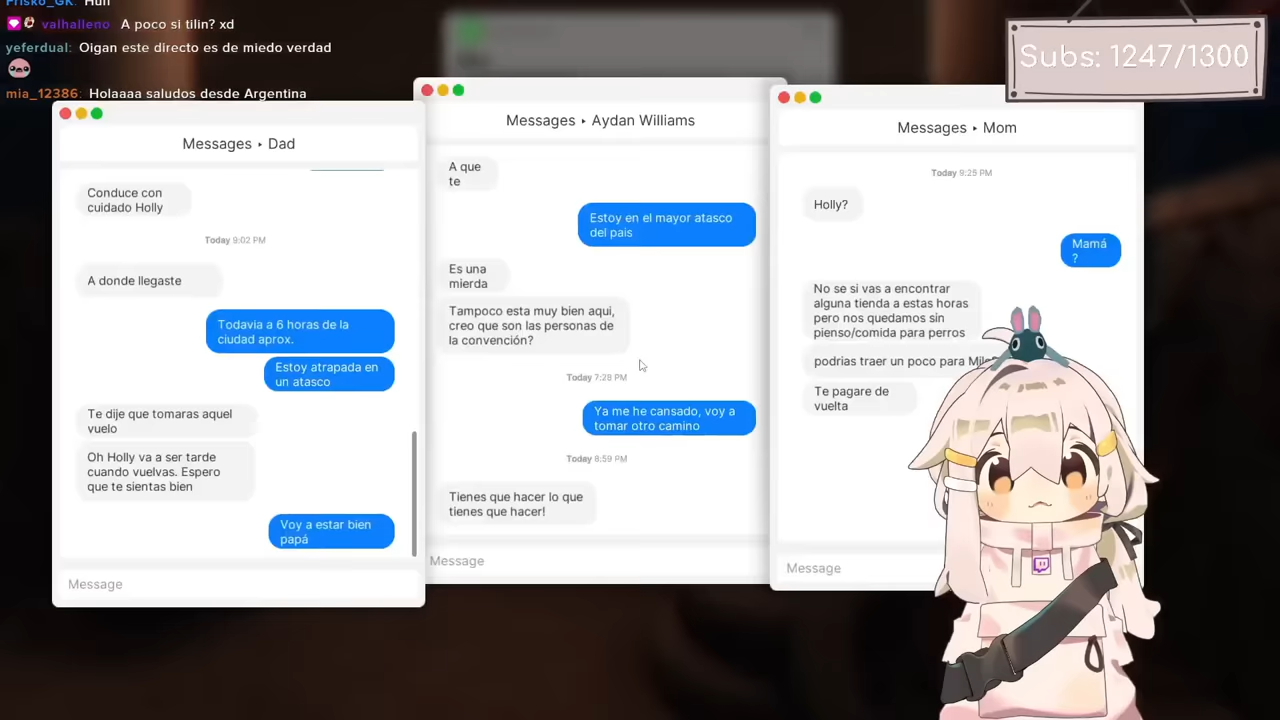 Frisko_GK: Huh
valhalleno: A poco si tilin? xd
yeferdual: Oigan este directo es de miedo verdad
mia_12386: Holaaaa saludos desde Argentina
Subs: 1247/1300
Messages ▸ Dad
Conduce con
cuidado Holly
Today 9:02 PM
A donde llegaste
Todavia a 6 horas de la
ciudad aprox.
Estoy atrapada en
un atasco
Te dije que tomaras aquel
vuelo
Oh Holly va a ser tarde
cuando vuelvas. Espero
que te sientas bien
Voy a estar bien
papá
Message
Messages ▸ Aydan Williams
A que
te
Estoy en el mayor atasco
del pais
Es una
mierda
Tampoco esta muy bien aqui,
creo que son las personas de
la convención?
Today 7:28 PM
Ya me he cansado, voy a
tomar otro camino
Today 8:59 PM
Tienes que hacer lo que
tienes que hacer!
Message
Messages ▸ Mom
Today 9:25 PM
Holly?
Mamá
?
No se si vas a encontrar
alguna tienda a estas horas
pero nos quedamos sin
pienso/comida para perros
podrias traer un poco para
Te pagare de
vuelta
Message